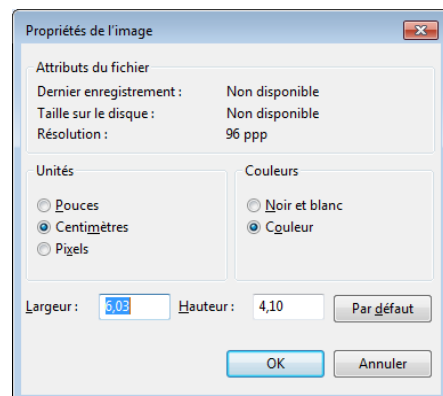 Propriétés de l'image
Attributs du fichier
Dernier enregistrement : Non disponible
Taille sur le disque : Non disponible
Résolution : 96 ppp
Unités
Pouces
Centimètres
Pixels
Couleurs
Noir et blanc
Couleur
Largeur : 6,03 Hauteur : 4,10 Par défaut
OK Annuler